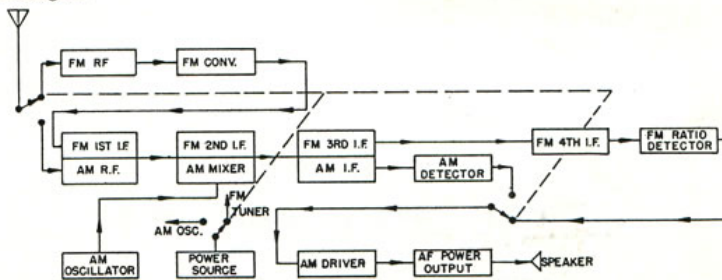 FM RF
FM CONV.
FM 1ST I.F.
AM R.F.
FM 2ND I.F.
AM MIXER
FM 3RD I.F.
AM I.F.
AM
DETECTOR
FM 4TH I.F.
FM RATIO
DETECTOR
FM
TUNER
AM OSC.
AM
OSCILLATOR
POWER
SOURCE
AM DRIVER
AF POWER
OUTPUT
SPEAKER